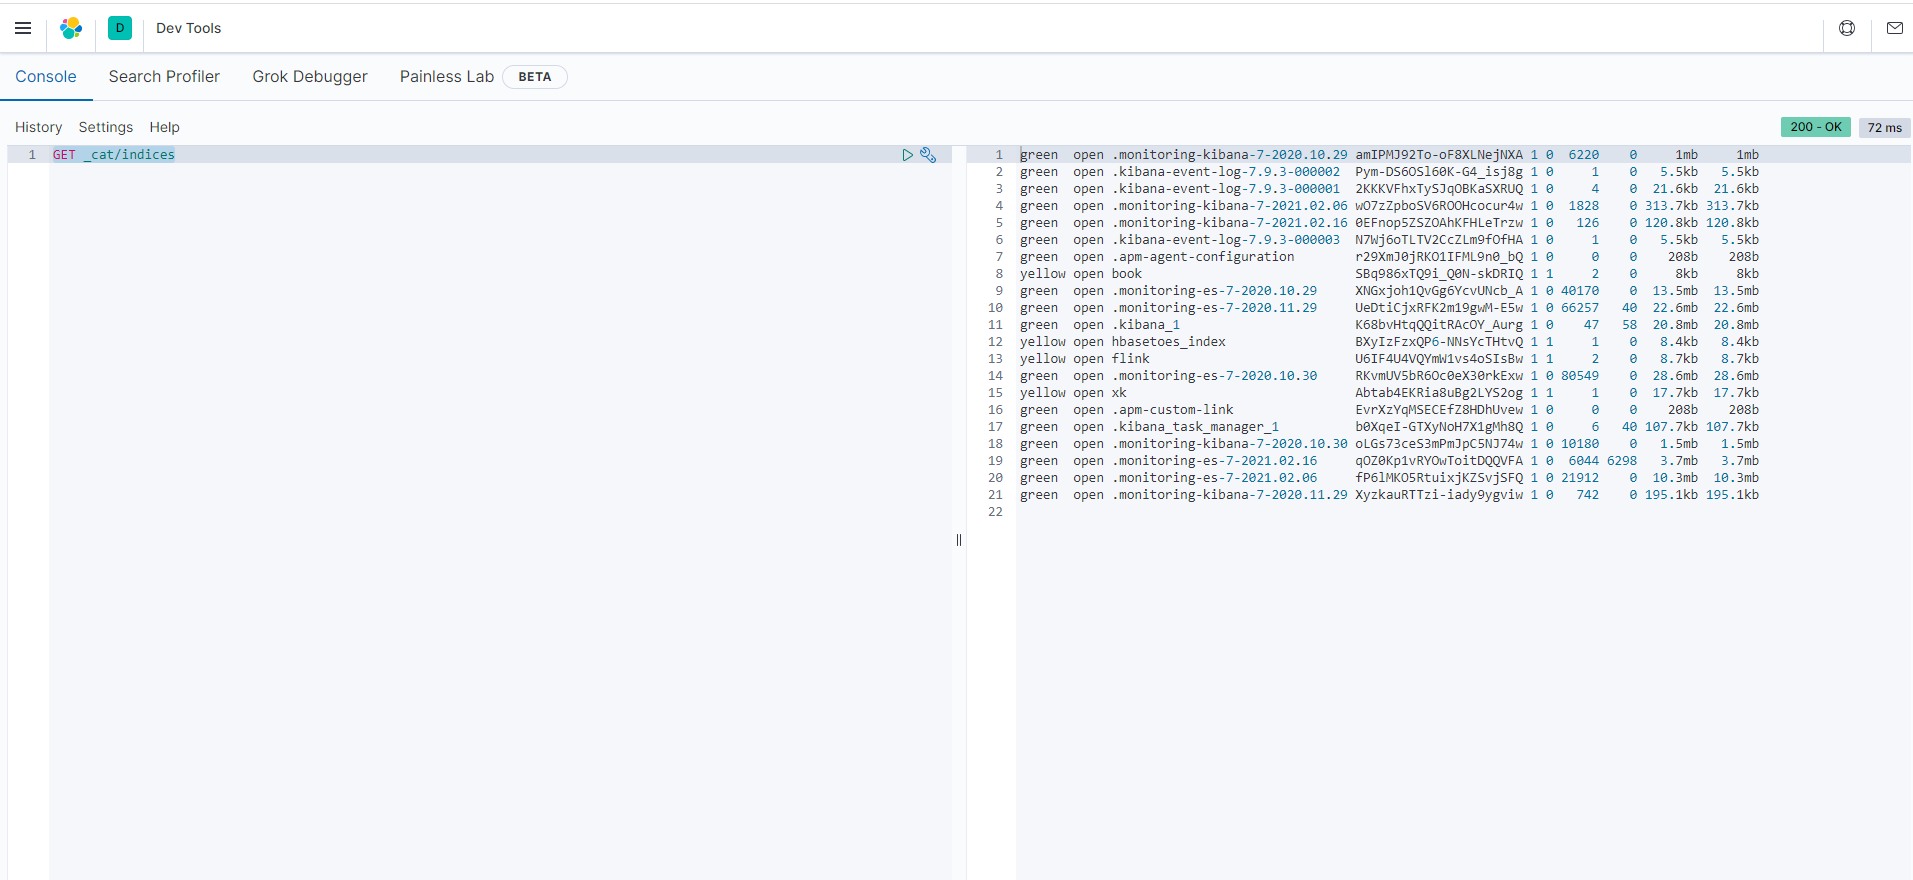 D Dev Tools
Console Search Profiler Grok Debugger Painless Lab BETA
History Settings Help 200 - OK 72 ms
1 GET _cat/indices
1 green open .monitoring-kibana-7-2020.10.29 amIPMJ92To-oF8XLNejNXA 1 0 6220 0 1mb 1mb
2 green open .kibana-event-log-7.9.3-000002 Pym-DS6OSl60K-G4_isj8g 1 0 1 0 5.5kb 5.5kb
3 green open .kibana-event-log-7.9.3-000001 2KKKVFhxTySJqOBKaSXRUQ 1 0 4 0 21.6kb 21.6kb
4 green open .monitoring-kibana-7-2021.02.06 wO7zZpboSV6ROOHcocur4w 1 0 1828 0 313.7kb 313.7kb
5 green open .monitoring-kibana-7-2021.02.16 0EFnop5ZSZOAhKFHLeTrzw 1 0 126 0 120.8kb 120.8kb
6 green open .kibana-event-log-7.9.3-000003 N7Wj6oTLTV2CcZLm9fOfHA 1 0 1 0 5.5kb 5.5kb
7 green open .apm-agent-configuration r29XmJ0jRKO1IFML9n0_bQ 1 0 0 0 208b 208b
8 yellow open book SBq986xTQ9i_Q0N-skDRIQ 1 1 2 0 8kb 8kb
9 green open .monitoring-es-7-2020.10.29 XNGxjoh1QvGg6YcvUNcb_A 1 0 40170 0 13.5mb 13.5mb
10 green open .monitoring-es-7-2020.11.29 UeDtiCjxRFK2m19gwM-E5w 1 0 66257 40 22.6mb 22.6mb
11 green open .kibana_1 K68bvHtqQQitRAcOY_Aurg 1 0 47 58 20.8mb 20.8mb
12 yellow open hbasetoes_index BXyIzFzxQP6-NNsYcTHtvQ 1 1 1 0 8.4kb 8.4kb
13 yellow open flink U6IF4U4VQYmW1vs4oSIsBw 1 1 2 0 8.7kb 8.7kb
14 green open .monitoring-es-7-2020.10.30 RKvmUV5bR6Oc0eX30rkExw 1 0 80549 0 28.6mb 28.6mb
15 yellow open xk Abtab4EKRia8uBg2LYS2og 1 1 1 0 17.7kb 17.7kb
16 green open .apm-custom-link EvrXzYqMSECEfZ8HDhUvew 1 0 0 0 208b 208b
17 green open .kibana_task_manager_1 b0XqeI-GTXyNoH7X1gMh8Q 1 0 6 40 107.7kb 107.7kb
18 green open .monitoring-kibana-7-2020.10.30 oLGs73ceS3mPmJpC5NJ74w 1 0 10180 0 1.5mb 1.5mb
19 green open .monitoring-es-7-2021.02.16 qOZ0Kp1vRYOwToitDQQVFA 1 0 6044 6298 3.7mb 3.7mb
20 green open .monitoring-es-7-2021.02.06 fP6lMKO5RtuixjKZSvjSFQ 1 0 21912 0 10.3mb 10.3mb
21 green open .monitoring-kibana-7-2020.11.29 XyzkauRTTzi-iady9ygviw 1 0 742 0 195.1kb 195.1kb
22